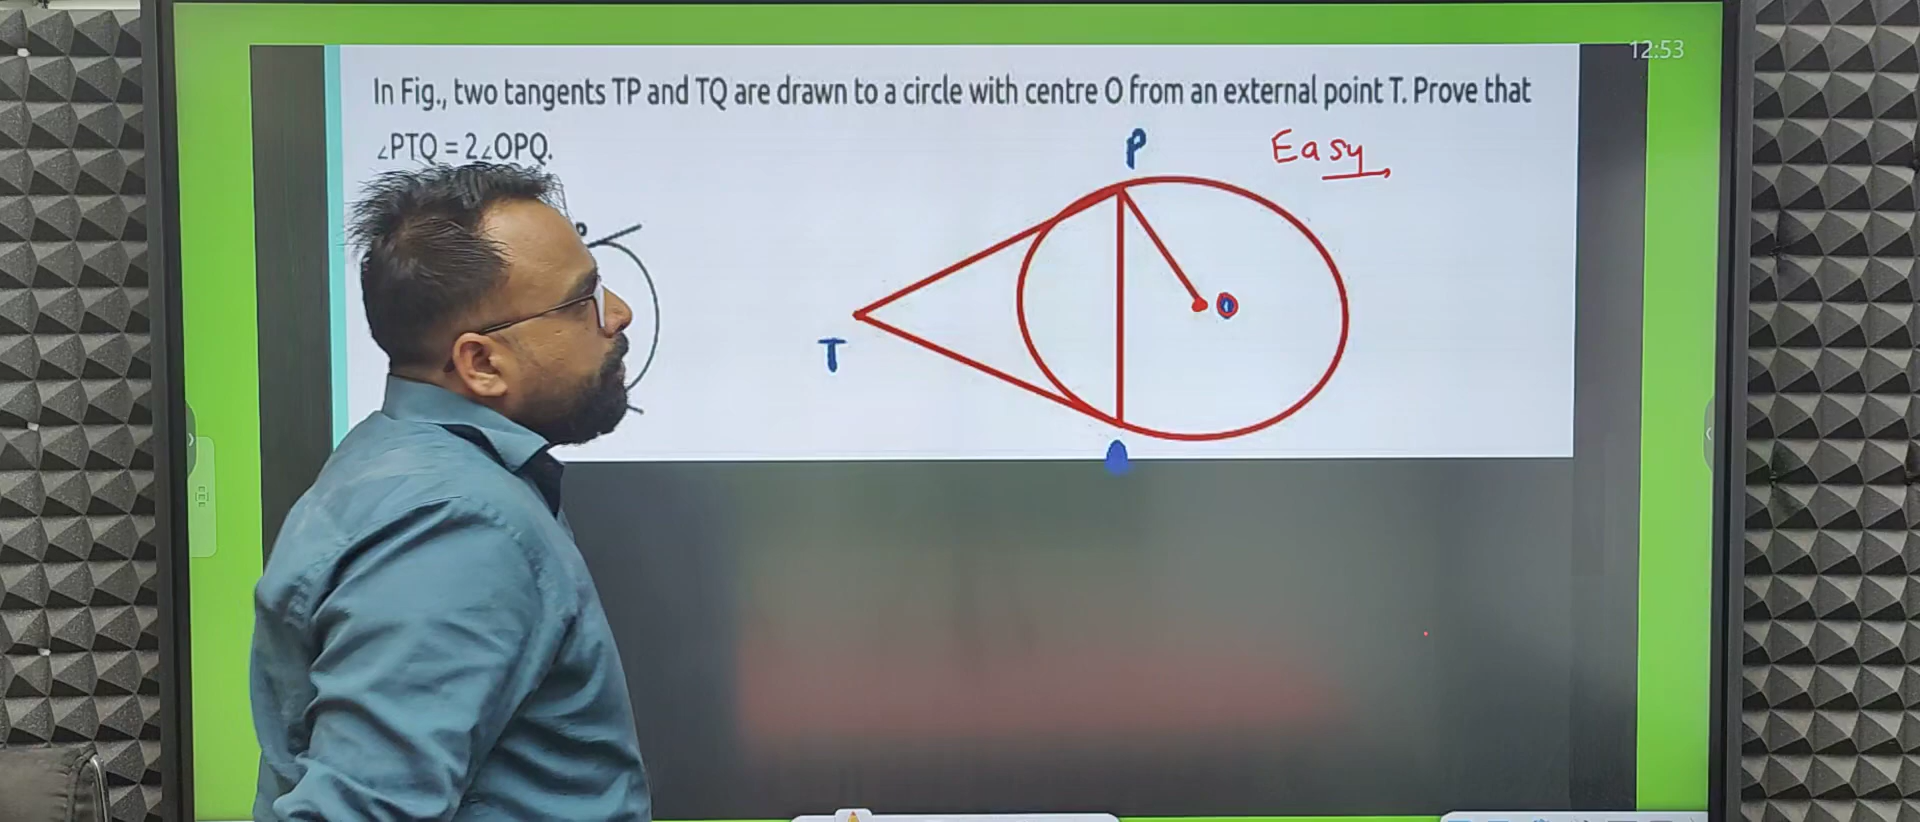 12:53
In Fig., two tangents TP and TQ are drawn to a circle with centre O from an external point T. Prove that
∠PTQ = 2∠OPQ.
P
Easy
O
T